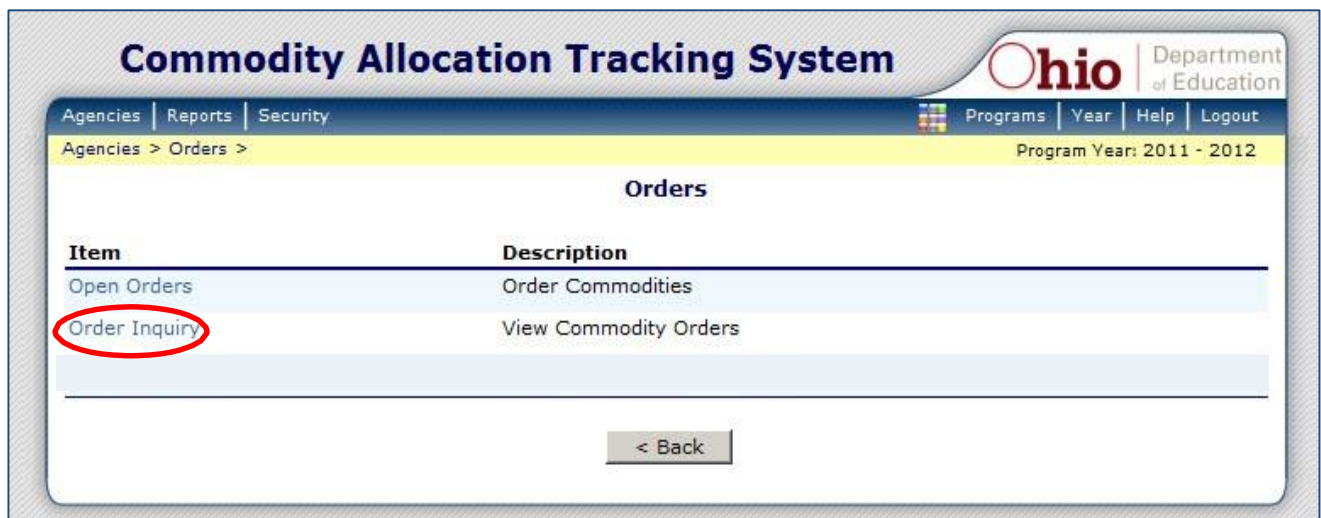 Commodity Allocation Tracking System
Ohio Department of Education
Agencies | Reports | Security Programs | Year | Help | Logout
Agencies > Orders > Program Year: 2011 - 2012
Orders
Item Description
Open Orders Order Commodities
Order Inquiry View Commodity Orders
< Back